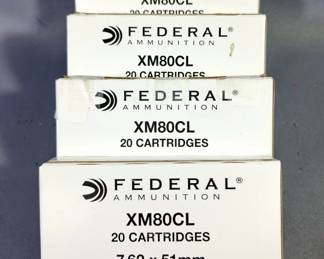 XM80CL
20 CARTRIDGES
FEDERAL®
AMMUNITION
XM80CL
20 CARTRIDGES
FEDERAL®
AMMUNITION
XM80CL
20 CARTRIDGES
FEDERAL®
AMMUNITION
XM80CL
20 CARTRIDGES
7.62 x 51mm